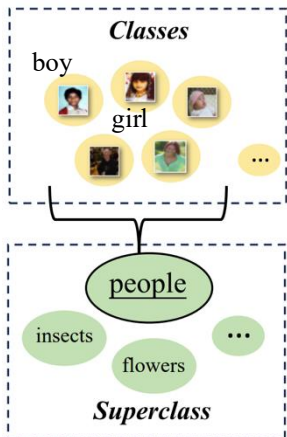 Classes
boy
girl
...
people
insects
...
flowers
Superclass